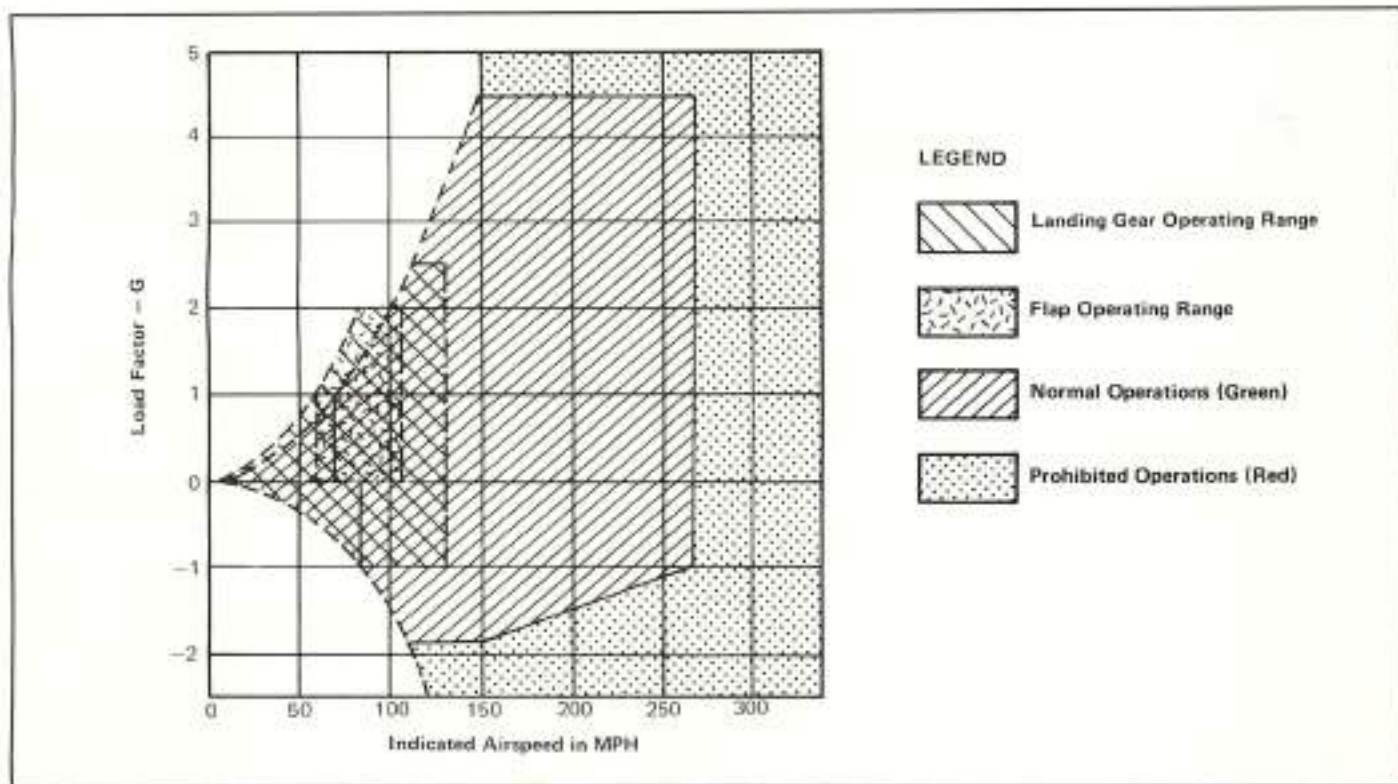 5
4
3
2
1
0
−1
−2
Load Factor – G
0 50 100 150 200 250 300
Indicated Airspeed in MPH
LEGEND
Landing Gear Operating Range
Flap Operating Range
Normal Operations (Green)
Prohibited Operations (Red)